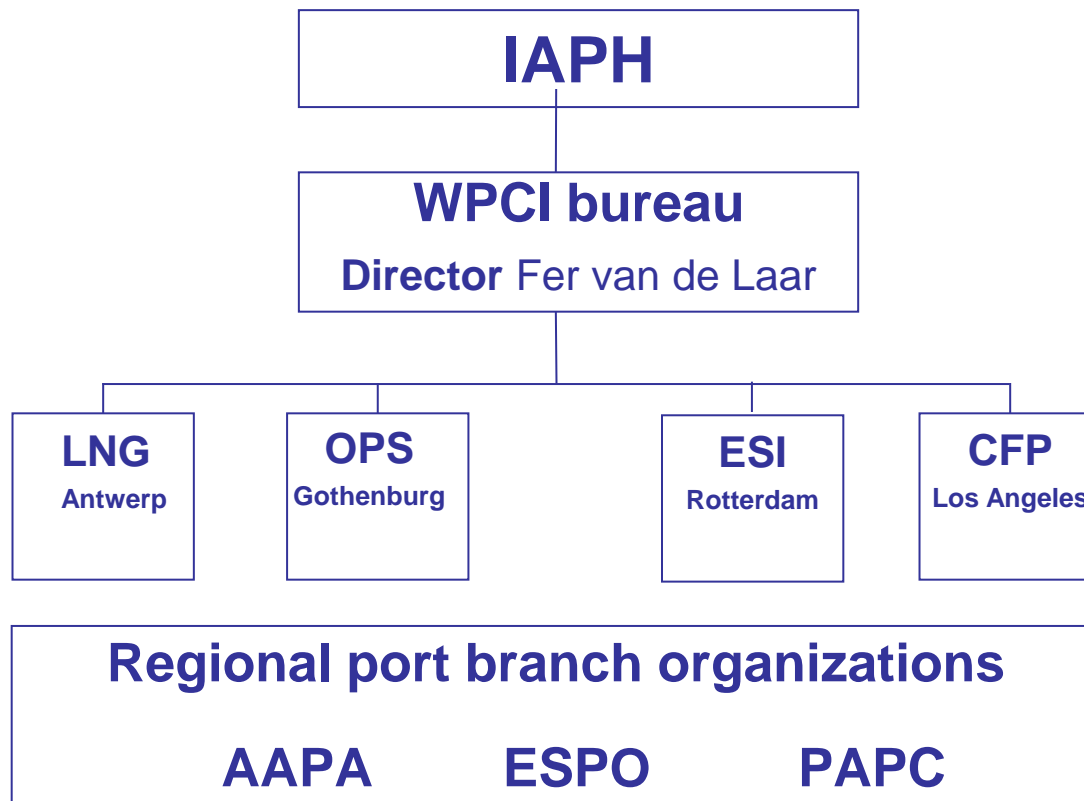 IAPH
WPCI bureau
Director Fer van de Laar
LNG
Antwerp
OPS
Gothenburg
ESI
Rotterdam
CFP
Los Angeles
Regional port branch organizations
AAPA ESPO PAPC